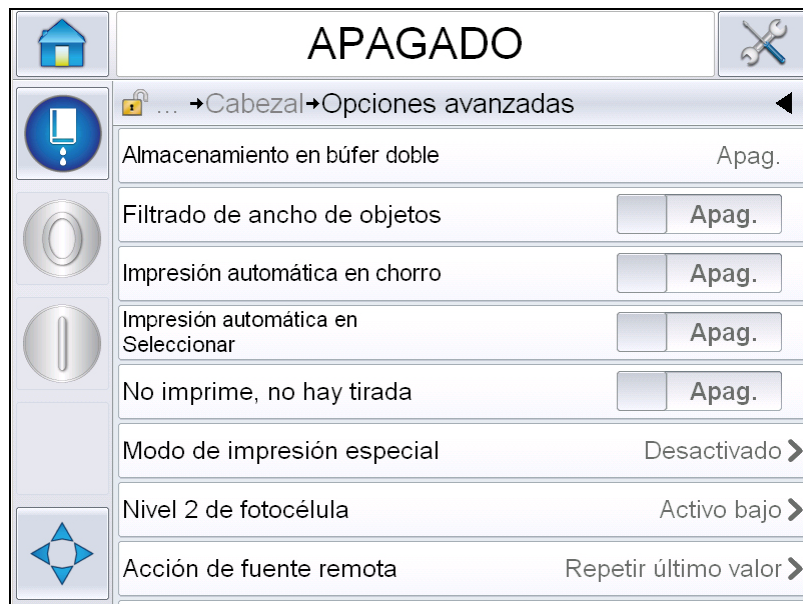 APAGADO
... →Cabezal→Opciones avanzadas
Almacenamiento en búfer doble Apag.
Filtrado de ancho de objetos Apag.
Impresión automática en chorro Apag.
Impresión automática en
Seleccionar Apag.
No imprime, no hay tirada Apag.
Modo de impresión especial Desactivado
Nivel 2 de fotocélula Activo bajo
Acción de fuente remota Repetir último valor